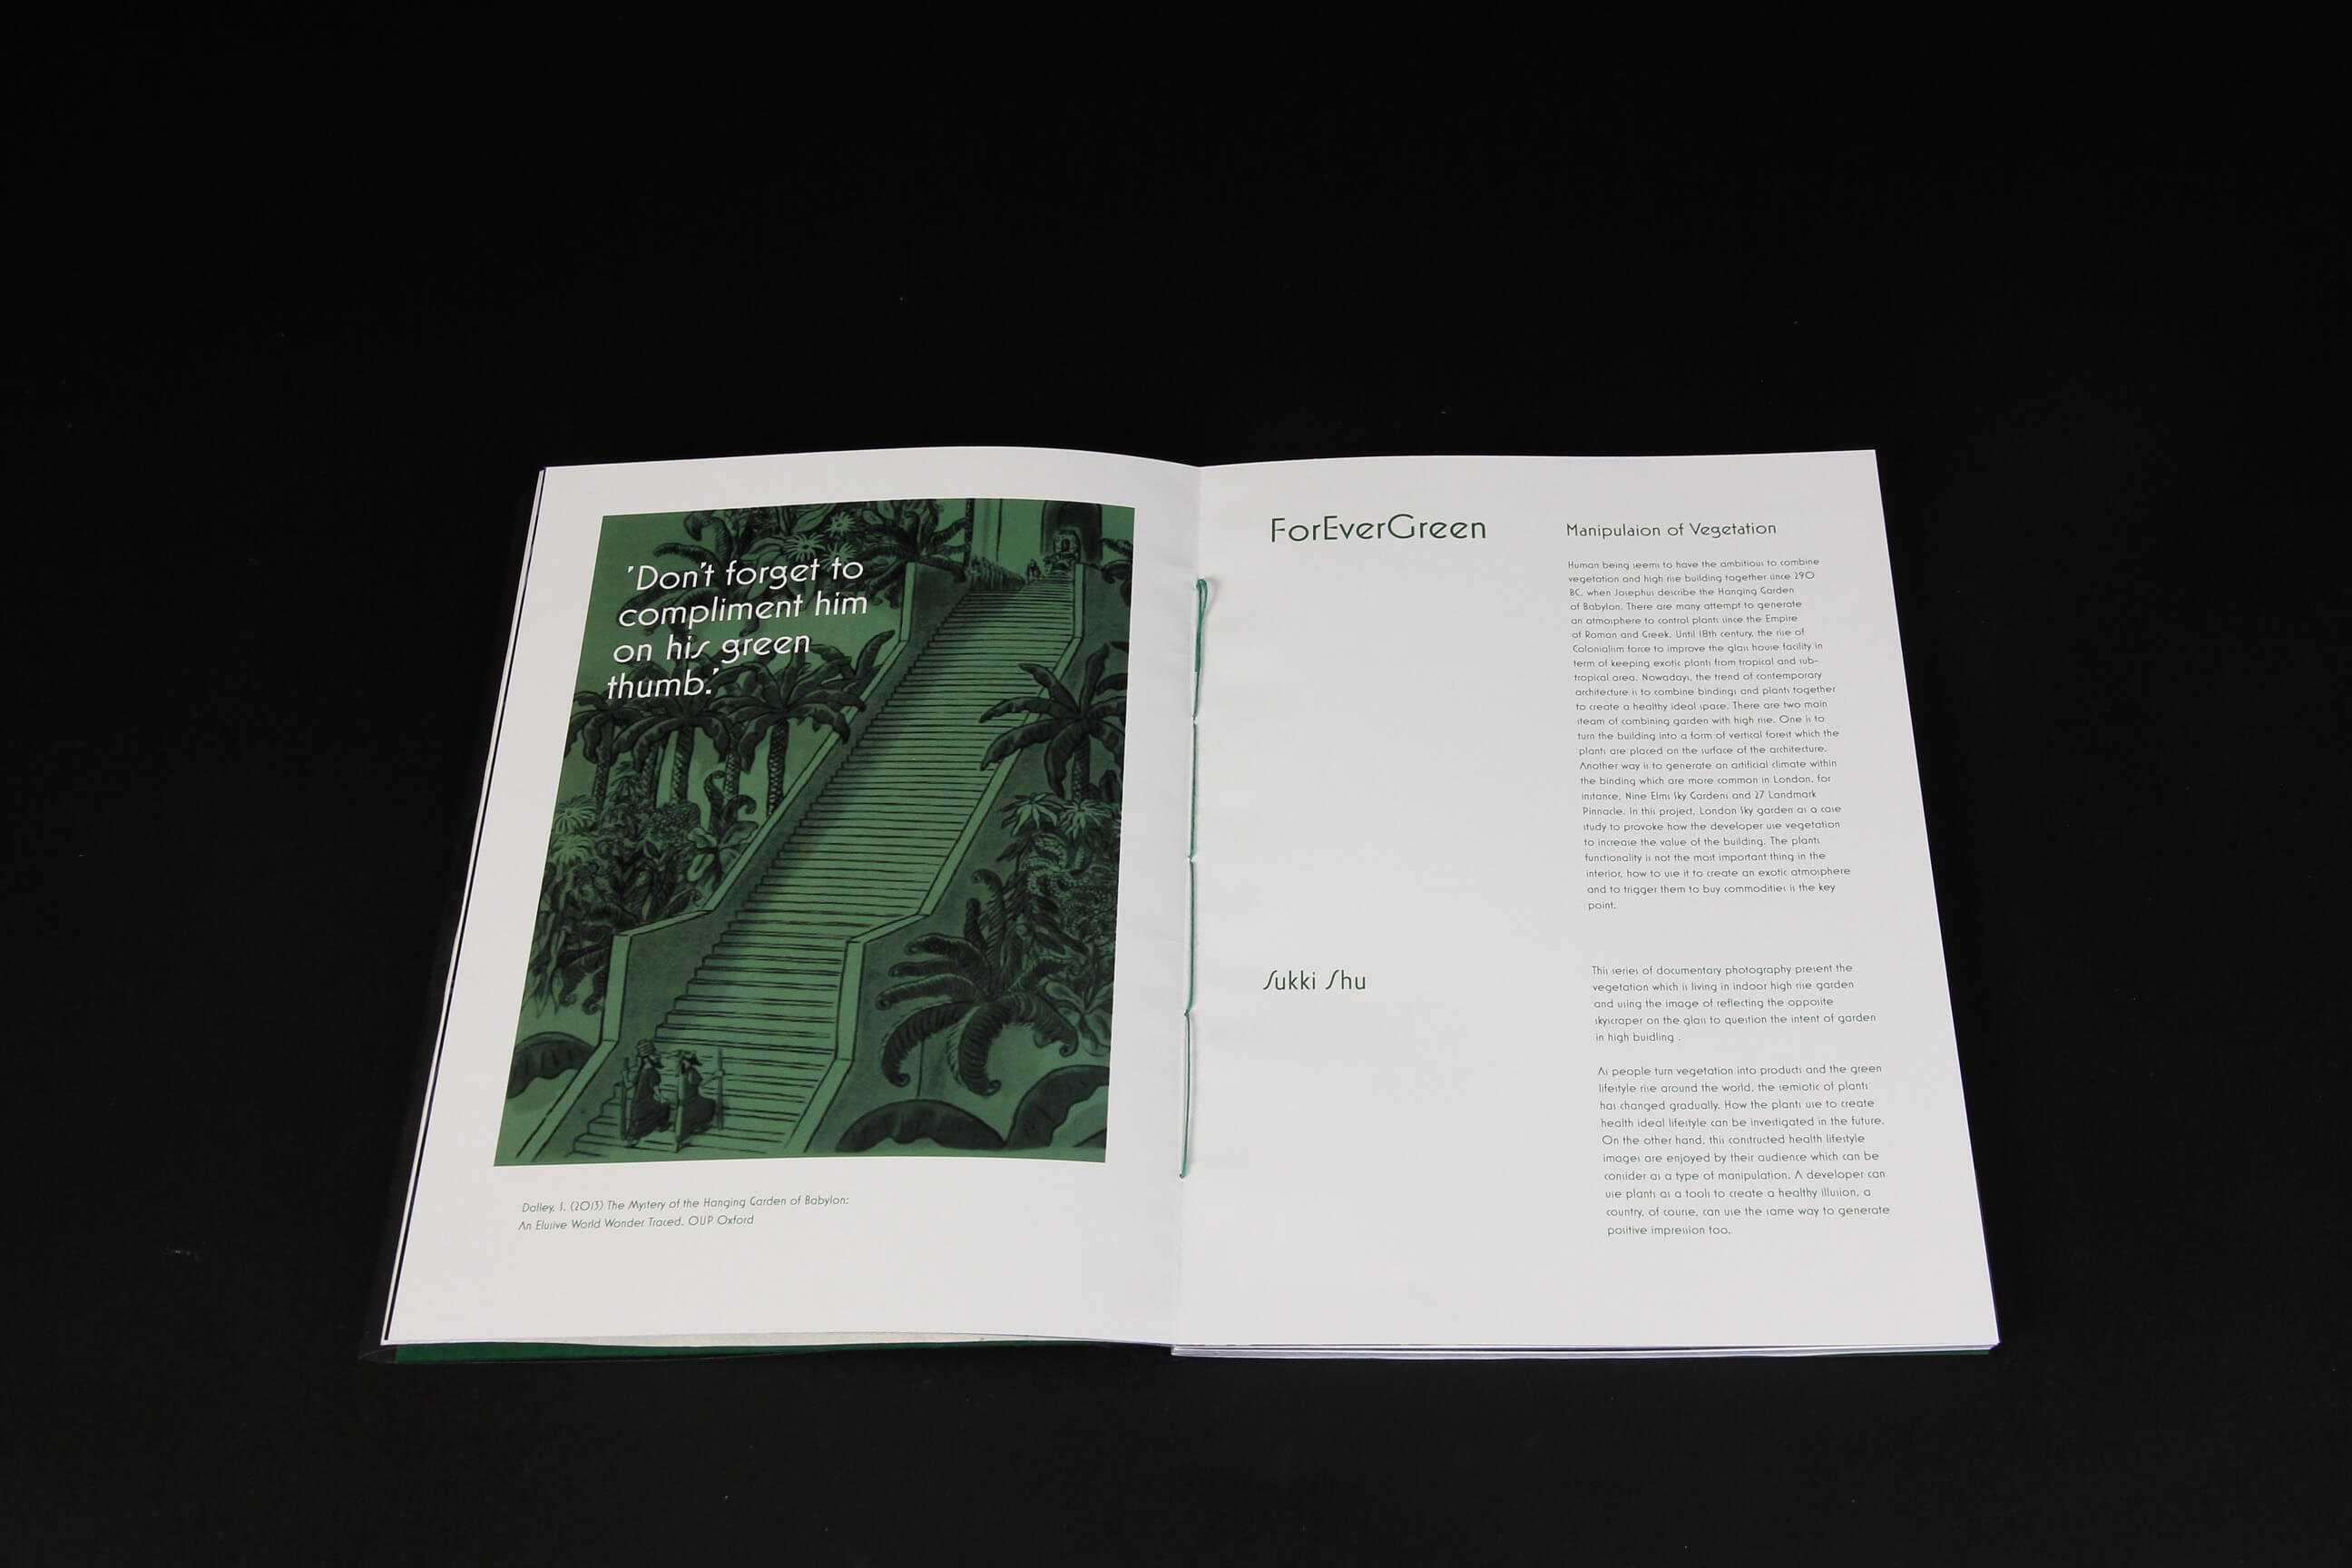 'Don't forget to
compliment him
on his green
thumb.'
Dalley, S. (2013) The Mystery of the Hanging Garden of Babylon:
An Elusive World Wonder Traced. OUP Oxford
ForEverGreen
Sukki Shu
Manipulaion of Vegetation
Human being seems to have the ambitious to combine
vegetation and high rise building together since 290
BC, when Josephus describe the Hanging Garden
of Babylon. There are many attempt to generate
an atmosphere to control plants since the Empire
of Roman and Greek. Until 18th century, the rise of
Colonialism force to improve the glass house facility in
term of keeping exotic plants from tropical and sub-
tropical area. Nowadays, the trend of contemporary
architecture is to combine bindings and plants together
to create a healthy ideal space. There are two main
steam of combining garden with high rise. One is to
turn the building into a form of vertical forest which the
plants are placed on the surface of the architecture.
Another way is to generate an artificial climate within
the binding which are more common in London, for
instance, Nine Elms Sky Gardens and 27 Landmark
Pinnacle. In this project, London Sky garden as a case
study to provoke how the developer use vegetation
to increase the value of the building. The plants
functionality is not the most important thing in the
interior, how to use it to create an exotic atmosphere
and to trigger them to buy commodities is the key
point.
This series of documentary photography present the
vegetation which is living in indoor high rise garden
and using the image of reflecting the opposite
skyscraper on the glass to question the intent of garden
in high buidling .
As people turn vegetation into products and the green
lifestyle rise around the world, the semiotic of plants
has changed gradually. How the plants use to create
health ideal lifestyle can be investigated in the future.
On the other hand, this constructed health lifestyle
images are enjoyed by their audience which can be
consider as a type of manipulation. A developer can
use plants as a tools to create a healthy illusion, a
country, of course, can use the same way to generate
positive impression too.